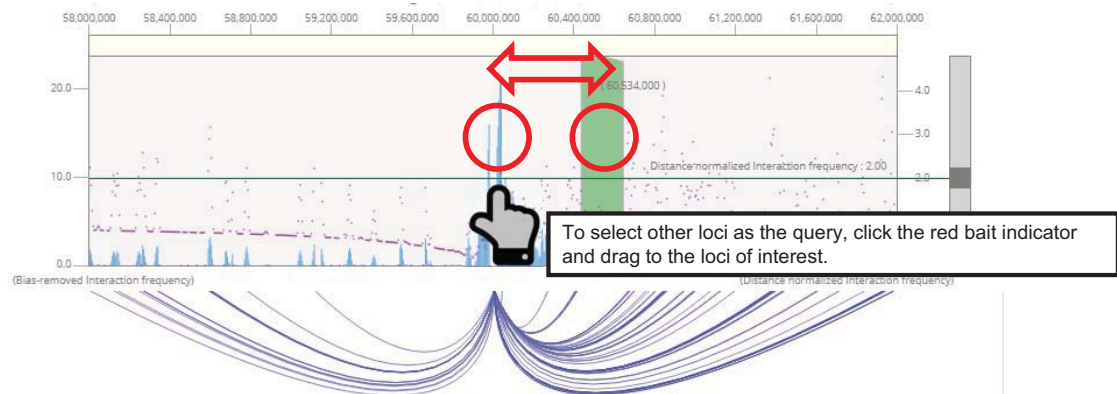 58,000,000 58,400,000 58,800,000 59,200,000 59,600,000 60,000,000 60,400,000 60,800,000 61,200,000 61,600,000 62,000,000
20.0
( 60,534,000 )
4.0
3.0
Distance normalized Interaction frequency : 2.00
10.0
2.0
To select other loci as the query, click the red bait indicator
and drag to the loci of interest.
0.0
(Bias-removed Interaction frequency)
(Distance normalized Interaction frequency)